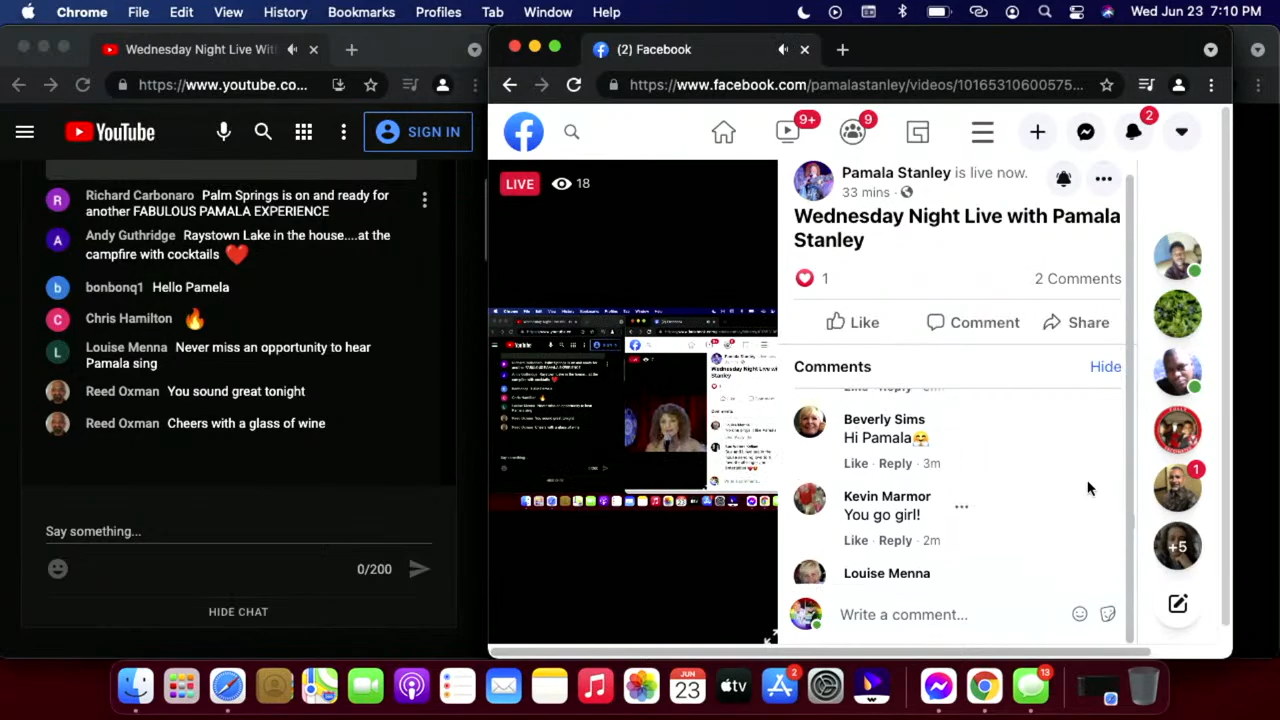 Chrome File Edit View History Bookmarks Profiles Tab Window Help Wed Jun 23 7:10 PM
Wednesday Night Live Wit
https://www.youtube.co...
YouTube SIGN IN
Richard Carbonaro Palm Springs is on and ready for
another FABULOUS PAMALA EXPERIENCE
Andy Guthridge Raystown Lake in the house....at the
campfire with cocktails ❤️
bonbonq1 Hello Pamela
Chris Hamilton 🔥
Louise Menna Never miss an opportunity to hear
Pamala sing
Reed Oxman You sound great tonight
Reed Oxman Cheers with a glass of wine
Say something...
0/200
HIDE CHAT
(2) Facebook
https://www.facebook.com/pamalastanley/videos/10165310600575...
9+ 9 2
LIVE 18
Pamala Stanley is live now.
33 mins ·
Wednesday Night Live with Pamala
Stanley
1 2 Comments
Like Comment Share
Comments Hide
Like · Reply
Beverly Sims
Hi Pamala🤗
Like · Reply · 3m
Kevin Marmor
You go girl!
Like · Reply · 2m
Louise Menna
Write a comment...
1
+5
JUN
23
tv
2
13